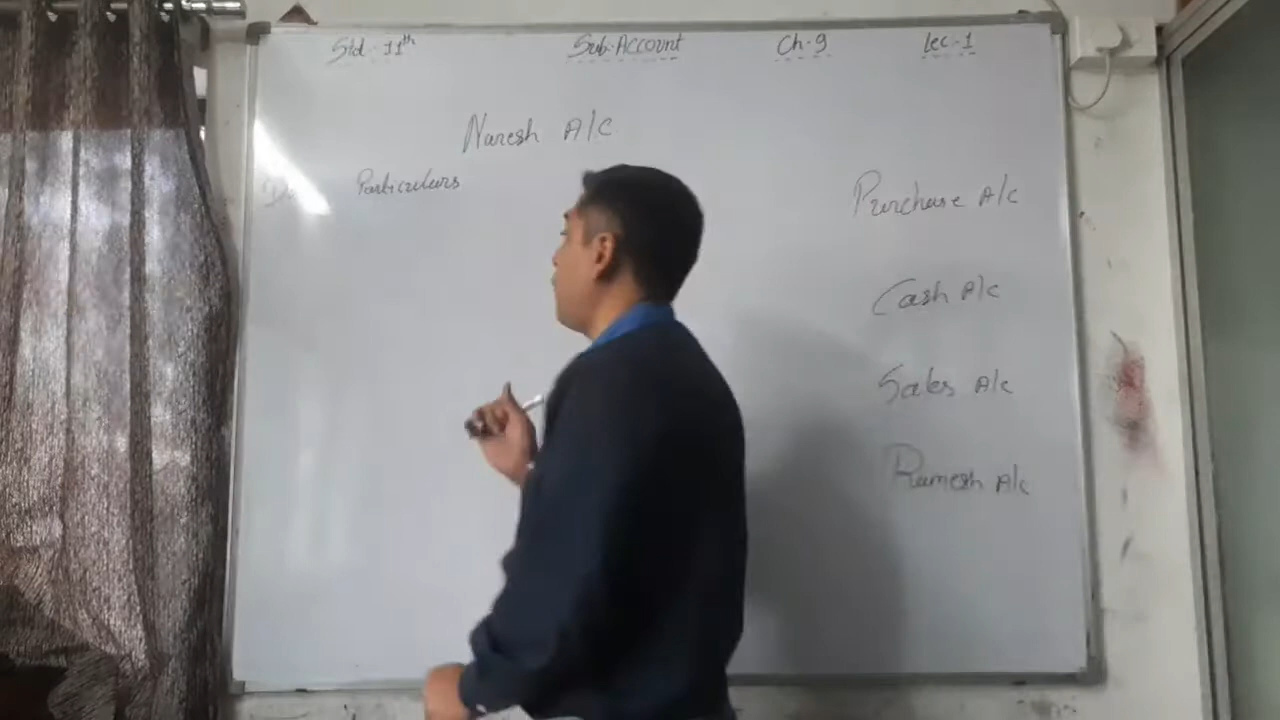 Std-11th Sub-Account Ch-9 Lec-1
Naresh A/c
Particulars
Purchase A/c
Cash A/c
Sales A/c
Ramesh A/c